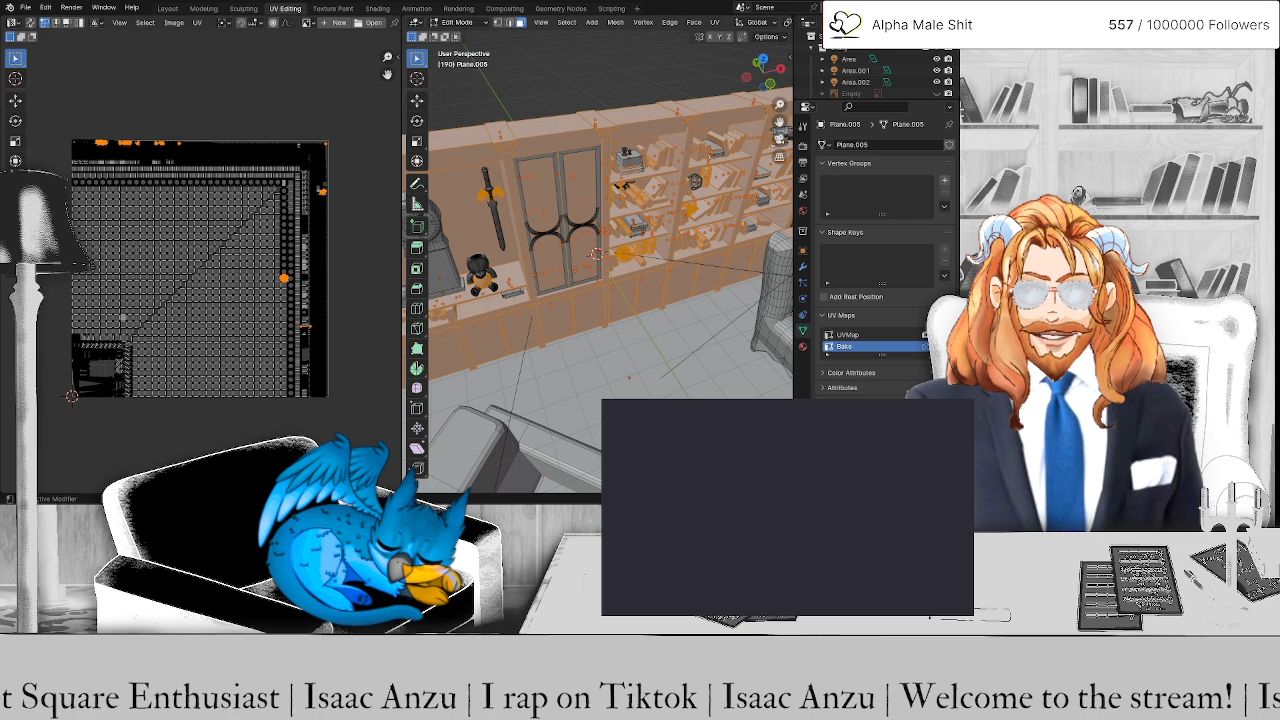 File Edit Render Window Help Layout Modeling Sculpting UV Editing Texture Paint Shading Animation Rendering Compositing Geometry Nodes Scripting Scene
Alpha Male Shit 557 / 1000000 Followers
View Select Image UV New Open
Edit Mode View Select Add Mesh Vertex Edge Face UV Global
X Y Z Options
User Perspective
(190) Plane.005
Area
Area.001
Area.002
Empty
Plane.005 > Plane.005
Plane.005
Vertex Groups
Shape Keys
Add Rest Position
UV Maps
UVMap
Bake
Color Attributes
Attributes
tive Modifier
t Square Enthusiast | Isaac Anzu | I rap on Tiktok | Isaac Anzu | Welcome to the stream! | Is